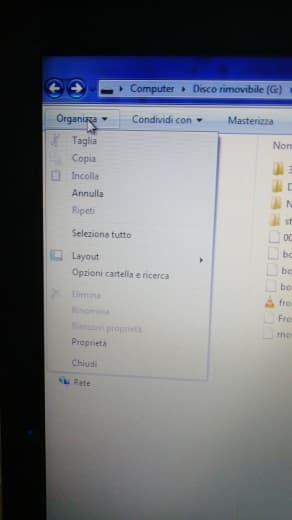 Computer Disco rimovibile (G:)
Organizza Condividi con Masterizza
Taglia
Copia
Incolla
Annulla
Ripeti
Seleziona tutto
Layout
Opzioni cartella e ricerca
Elimina
Rinomina
Rimuovi proprietà
Proprietà
Chiudi
Rete